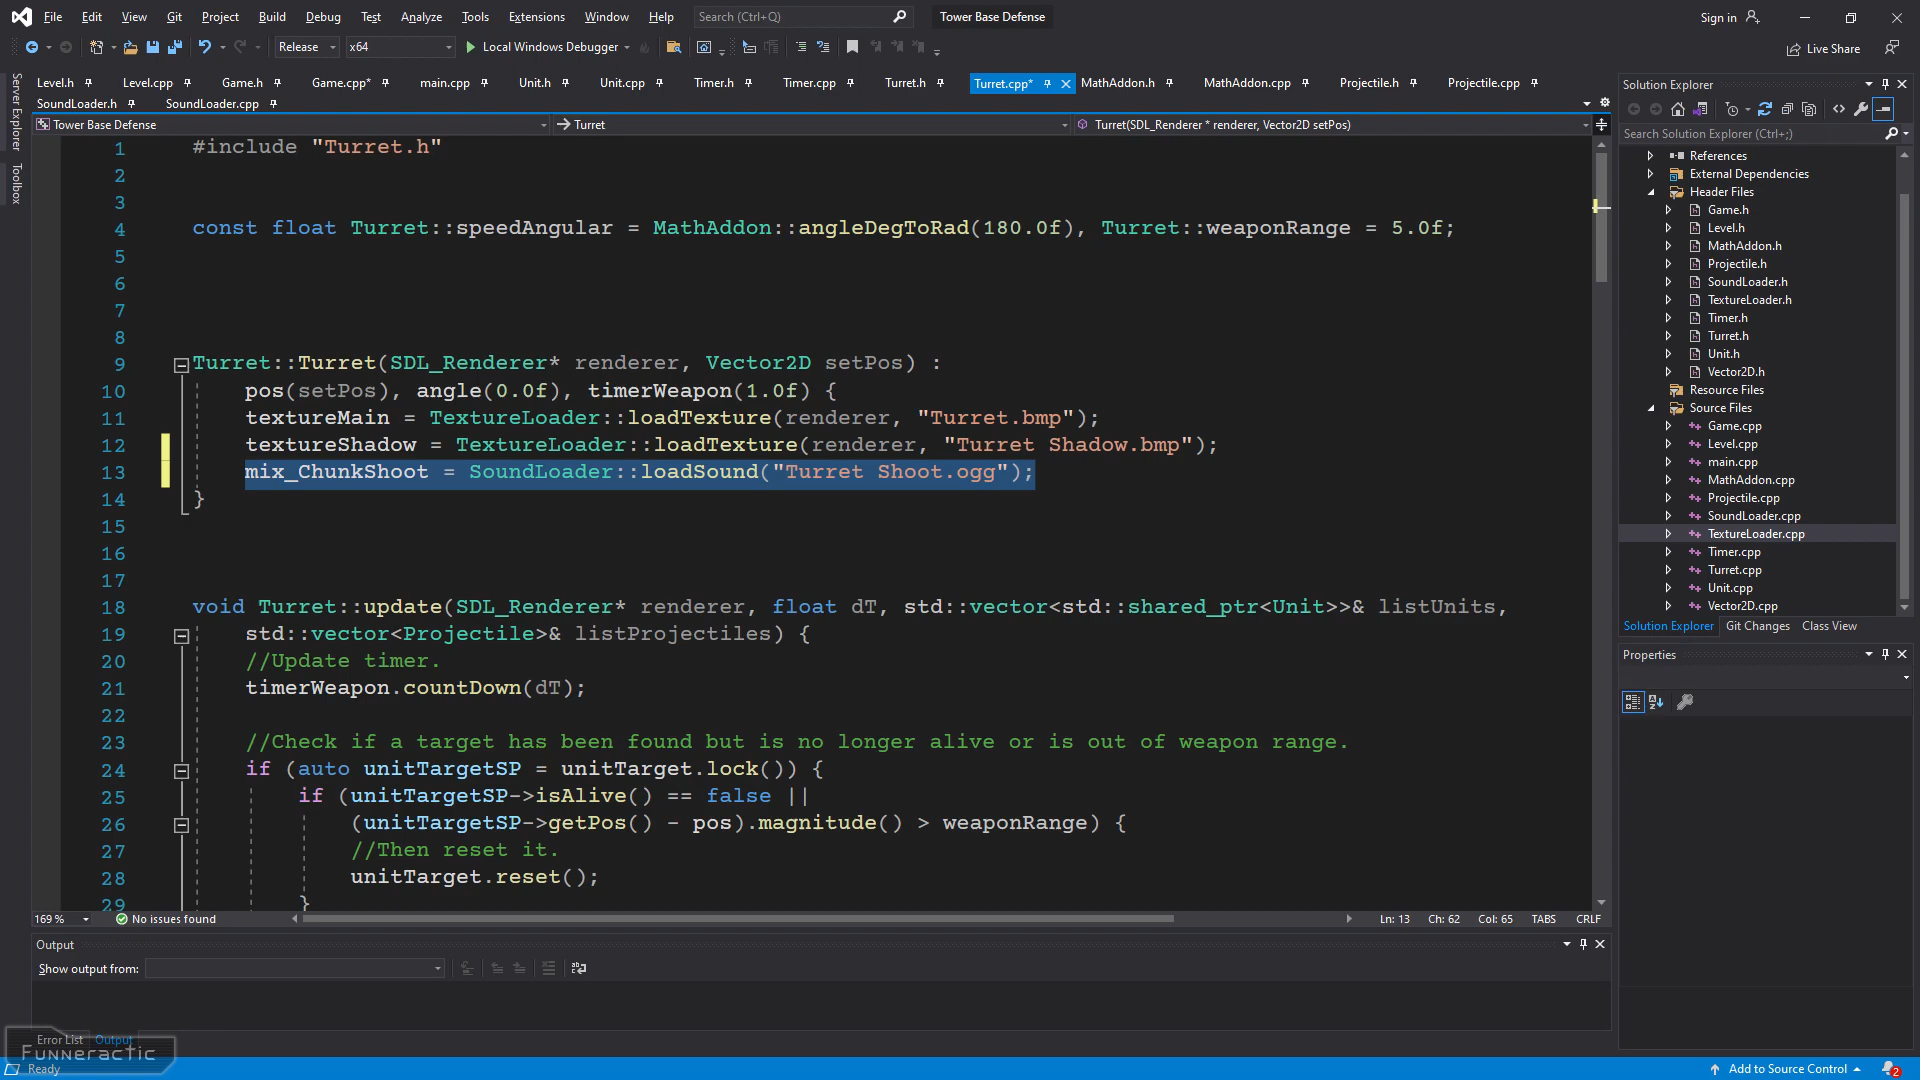 File Edit View Git Project Build Debug Test Analyze Tools Extensions Window Help Search (Ctrl+Q) Tower Base Defense Sign in
Release x64 Local Windows Debugger Live Share
Level.h Level.cpp Game.h Game.cpp* main.cpp Unit.h Unit.cpp Timer.h Timer.cpp Turret.h Turret.cpp* MathAddon.h MathAddon.cpp Projectile.h Projectile.cpp
SoundLoader.h SoundLoader.cpp
Server Explorer
Toolbox
Tower Base Defense Turret Turret(SDL_Renderer * renderer, Vector2D setPos)
1 #include "Turret.h"
2
3
4 const float Turret::speedAngular = MathAddon::angleDegToRad(180.0f), Turret::weaponRange = 5.0f;
5
6
7
8
9 Turret::Turret(SDL_Renderer* renderer, Vector2D setPos) :
10 pos(setPos), angle(0.0f), timerWeapon(1.0f) {
11 textureMain = TextureLoader::loadTexture(renderer, "Turret.bmp");
12 textureShadow = TextureLoader::loadTexture(renderer, "Turret Shadow.bmp");
13 mix_ChunkShoot = SoundLoader::loadSound("Turret Shoot.ogg");
14 }
15
16
17
18 void Turret::update(SDL_Renderer* renderer, float dT, std::vector<std::shared_ptr<Unit>>& listUnits,
19 std::vector<Projectile>& listProjectiles) {
20 //Update timer.
21 timerWeapon.countDown(dT);
22
23 //Check if a target has been found but is no longer alive or is out of weapon range.
24 if (auto unitTargetSP = unitTarget.lock()) {
25 if (unitTargetSP->isAlive() == false ||
26 (unitTargetSP->getPos() - pos).magnitude() > weaponRange) {
27 //Then reset it.
28 unitTarget.reset();
29 }
169 % No issues found Ln: 13 Ch: 62 Col: 65 TABS CRLF
Output
Show output from:
Error List Output
Funneractic
Ready
Add to Source Control 2
Solution Explorer
Search Solution Explorer (Ctrl+;)
References
External Dependencies
Header Files
Game.h
Level.h
MathAddon.h
Projectile.h
SoundLoader.h
TextureLoader.h
Timer.h
Turret.h
Unit.h
Vector2D.h
Resource Files
Source Files
Game.cpp
Level.cpp
main.cpp
MathAddon.cpp
Projectile.cpp
SoundLoader.cpp
TextureLoader.cpp
Timer.cpp
Turret.cpp
Unit.cpp
Vector2D.cpp
Solution Explorer Git Changes Class View
Properties